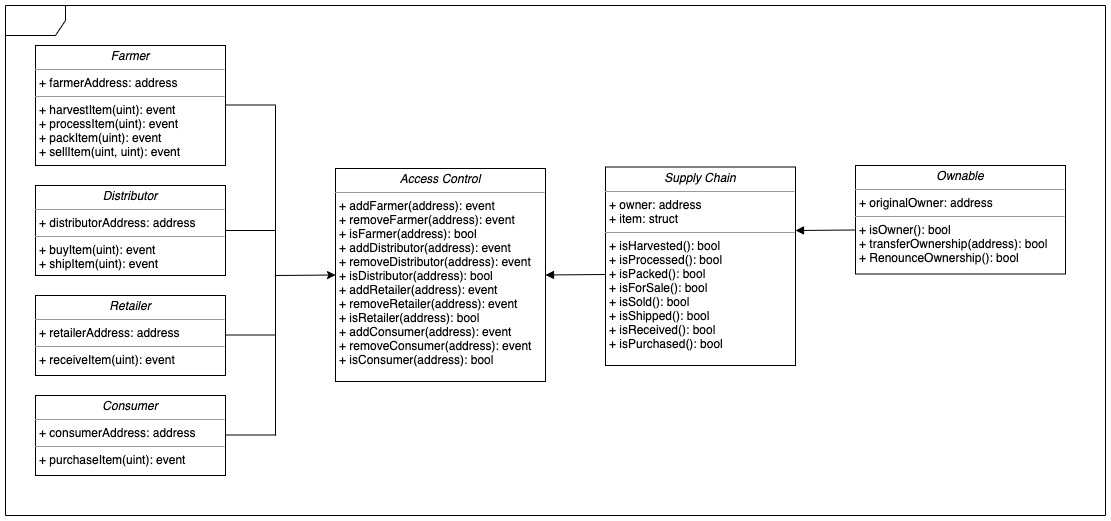 Farmer
+ farmerAddress: address
+ harvestItem(uint): event
+ processItem(uint): event
+ packItem(uint): event
+ sellItem(uint, uint): event
Distributor
+ distributorAddress: address
+ buyItem(uint): event
+ shipItem(uint): event
Retailer
+ retailerAddress: address
+ receiveItem(uint): event
Consumer
+ consumerAddress: address
+ purchaseItem(uint): event
Access Control
+ addFarmer(address): event
+ removeFarmer(address): event
+ isFarmer(address): bool
+ addDistributor(address): event
+ removeDistributor(address): event
+ isDistributor(address): bool
+ addRetailer(address): event
+ removeRetailer(address): event
+ isRetailer(address): bool
+ addConsumer(address): event
+ removeConsumer(address): event
+ isConsumer(address): bool
Supply Chain
+ owner: address
+ item: struct
+ isHarvested(): bool
+ isProcessed(): bool
+ isPacked(): bool
+ isForSale(): bool
+ isSold(): bool
+ isShipped(): bool
+ isReceived(): bool
+ isPurchased(): bool
Ownable
+ originalOwner: address
+ isOwner(): bool
+ transferOwnership(address): bool
+ RenounceOwnership(): bool